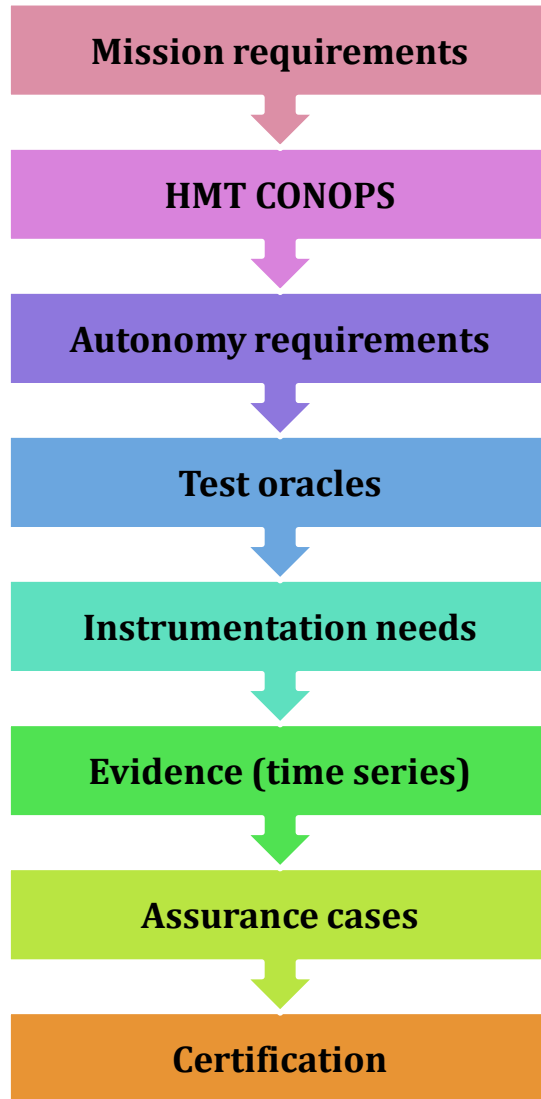 Mission requirements
HMT CONOPS
Autonomy requirements
Test oracles
Instrumentation needs
Evidence (time series)
Assurance cases
Certification